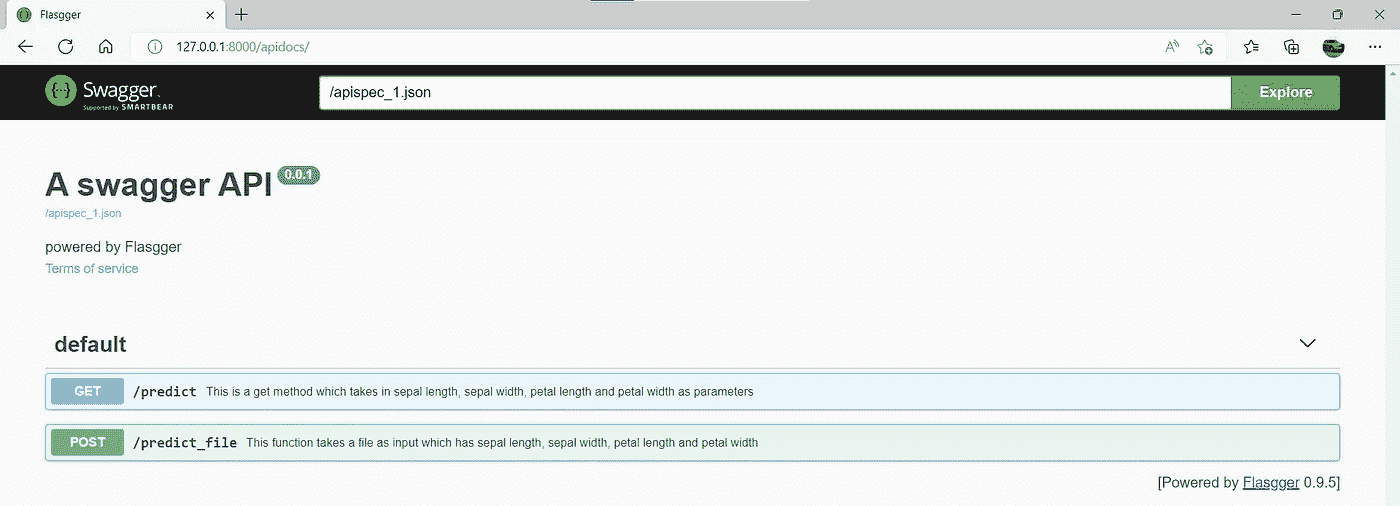 Flasgger
127.0.0.1:8000/apidocs/
Swagger.
Supported by SMARTBEAR
/apispec_1.json
Explore
A swagger API 0.0.1
/apispec_1.json
powered by Flasgger
Terms of service
default
GET /predict This is a get method which takes in sepal length, sepal width, petal length and petal width as parameters
POST /predict_file This function takes a file as input which has sepal length, sepal width, petal length and petal width
[Powered by Flasgger 0.9.5]